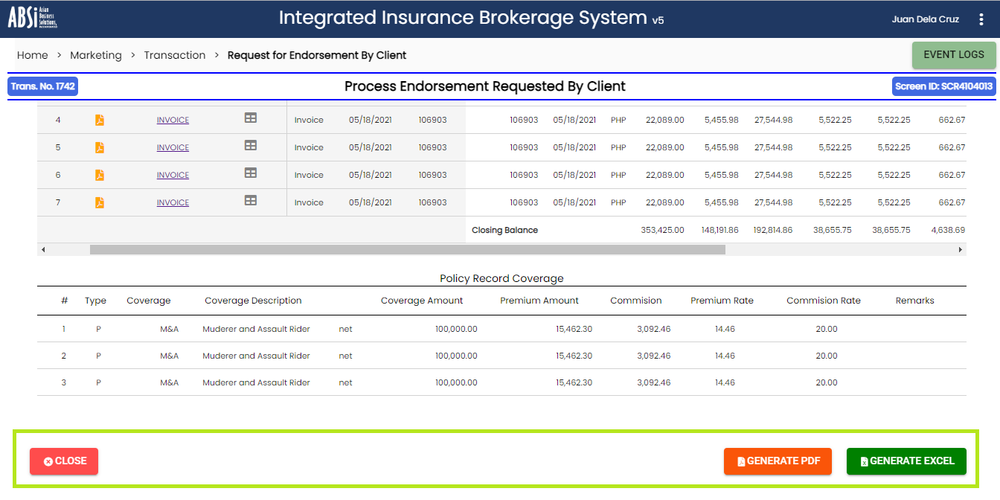 ABSi Asian Business Solutions, INCORPORATED
Integrated Insurance Brokerage System v5
Juan Dela Cruz
Home > Marketing > Transaction > Request for Endorsement By Client
EVENT LOGS
Trans. No. 1742 Process Endorsement Requested By Client Screen ID: SCR4104013
4 INVOICE Invoice 05/18/2021 106903 106903 05/18/2021 PHP 22,089.00 5,455.98 27,544.98 5,522.25 5,522.25 662.67
5 INVOICE Invoice 05/18/2021 106903 106903 05/18/2021 PHP 22,089.00 5,455.98 27,544.98 5,522.25 5,522.25 662.67
6 INVOICE Invoice 05/18/2021 106903 106903 05/18/2021 PHP 22,089.00 5,455.98 27,544.98 5,522.25 5,522.25 662.67
7 INVOICE Invoice 05/18/2021 106903 106903 05/18/2021 PHP 22,089.00 5,455.98 27,544.98 5,522.25 5,522.25 662.67
Closing Balance 353,425.00 148,191.86 192,814.86 38,655.75 38,655.75 4,638.69
Policy Record Coverage
# Type Coverage Coverage Description Coverage Amount Premium Amount Commision Premium Rate Commision Rate Remarks
1 P M&A Muderer and Assault Rider net 100,000.00 15,462.30 3,092.46 14.46 20.00
2 P M&A Muderer and Assault Rider net 100,000.00 15,462.30 3,092.46 14.46 20.00
3 P M&A Muderer and Assault Rider net 100,000.00 15,462.30 3,092.46 14.46 20.00
CLOSE GENERATE PDF GENERATE EXCEL